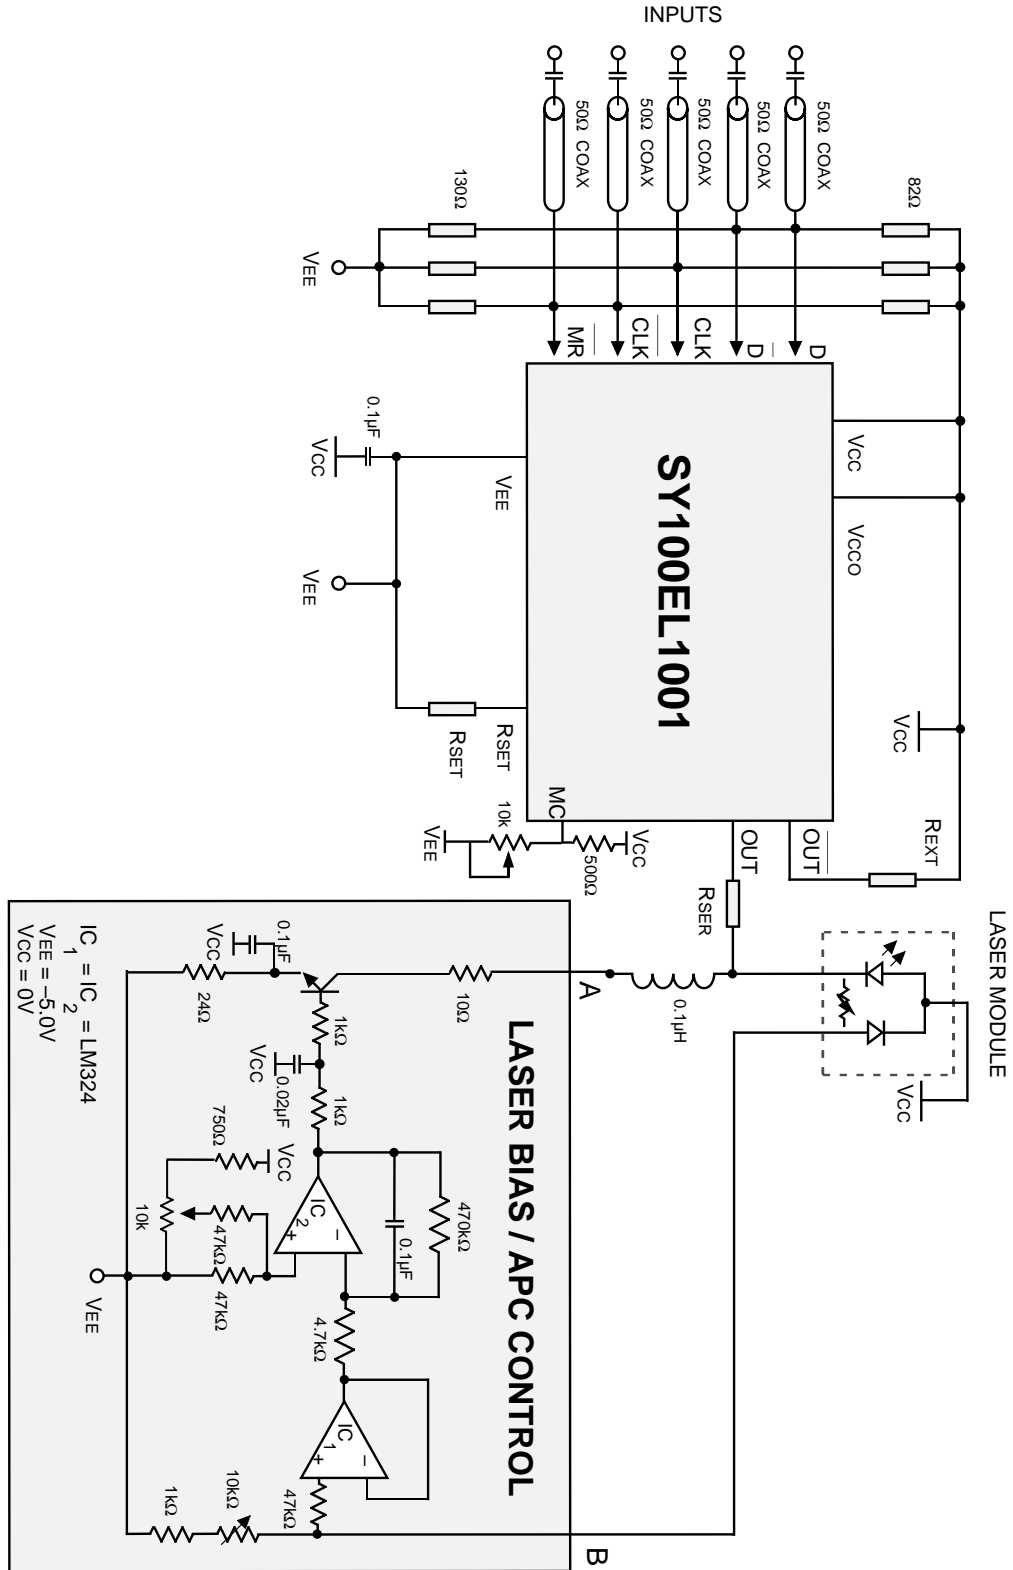 INPUTS
50Ω COAX
50Ω COAX
50Ω COAX
50Ω COAX
50Ω COAX
130Ω
82Ω
VEE
MR
CLK
CLK
D
D
0.1µF
VCC
VEE
VCC
SY100EL1001
VCCO
VEE
RSET
RSET
VCC
MC
10k
VEE
500Ω
VCC
OUT
OUT
REXT
RSER
LASER MODULE
0.1µH
VCC
A
LASER BIAS / APC CONTROL
IC1 = IC2 = LM324
VEE = –5.0V
VCC = 0V
0.1µF
VCC
24Ω
10Ω
1kΩ
0.02µF
VCC
1kΩ
750Ω
VCC
10k
47kΩ
47kΩ
IC2
+
–
0.1µF
470kΩ
VEE
4.7kΩ
IC1
+
–
47kΩ
10kΩ
1kΩ
B